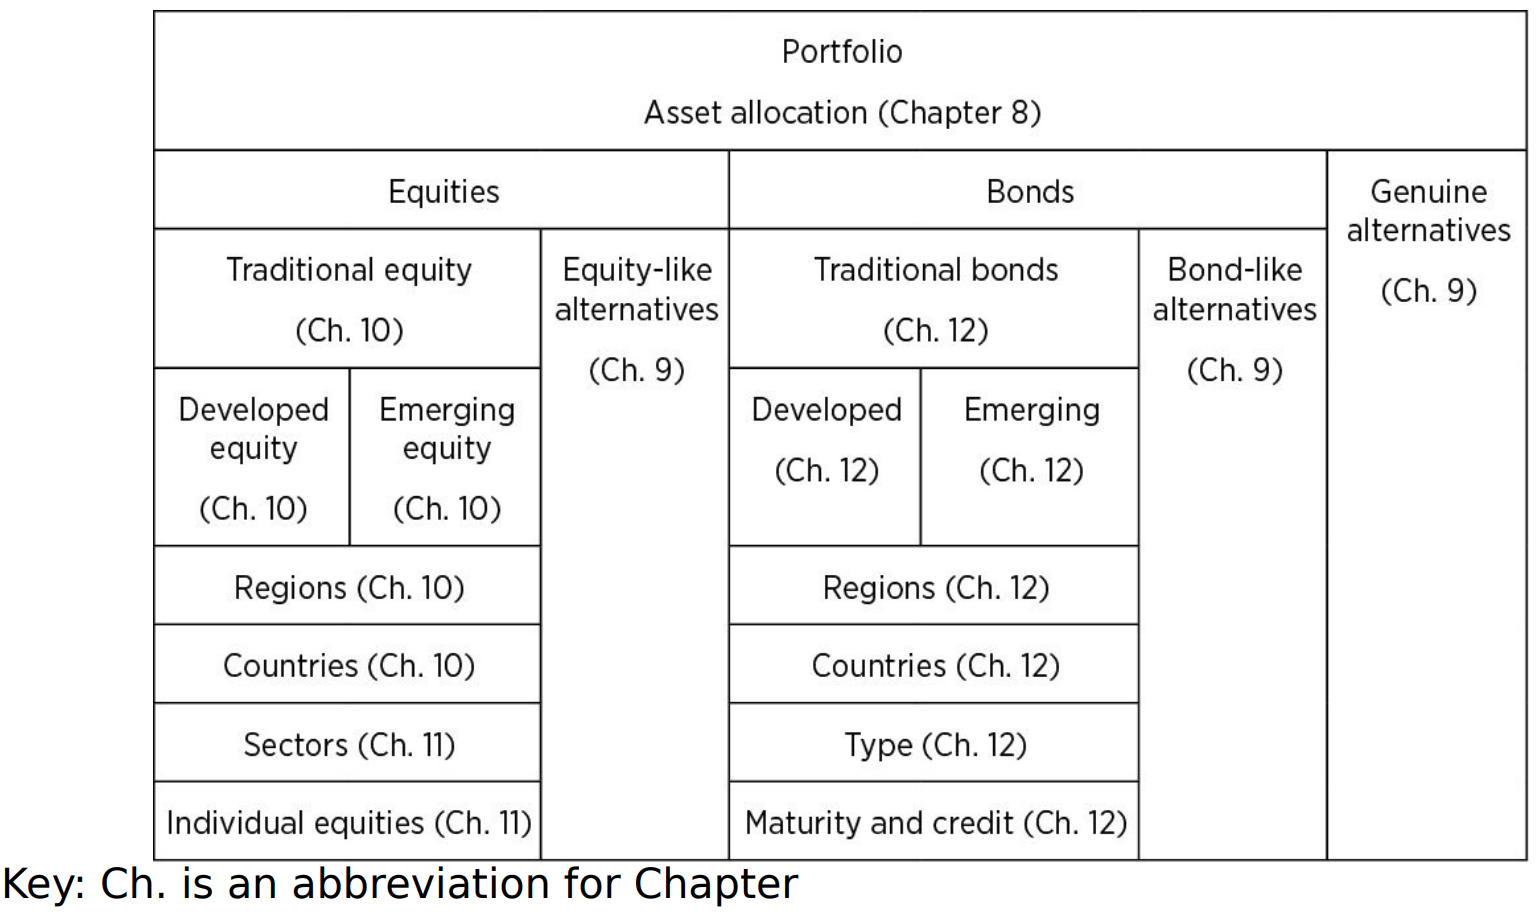 Portfolio
Asset allocation (Chapter 8)
Equities
Bonds
Genuine
alternatives
(Ch. 9)
Traditional equity
(Ch. 10)
Equity-like
alternatives
(Ch. 9)
Traditional bonds
(Ch. 12)
Bond-like
alternatives
(Ch. 9)
Developed
equity
(Ch. 10)
Emerging
equity
(Ch. 10)
Developed
(Ch. 12)
Emerging
(Ch. 12)
Regions (Ch. 10)
Regions (Ch. 12)
Countries (Ch. 10)
Countries (Ch. 12)
Sectors (Ch. 11)
Type (Ch. 12)
Individual equities (Ch. 11)
Maturity and credit (Ch. 12)
Key: Ch. is an abbreviation for Chapter